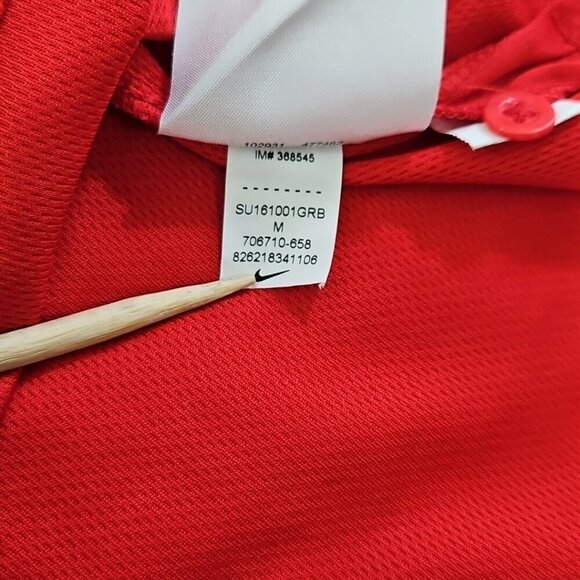 IM# 368545
--------
SU161001GRB
M
706710-658
826218341106